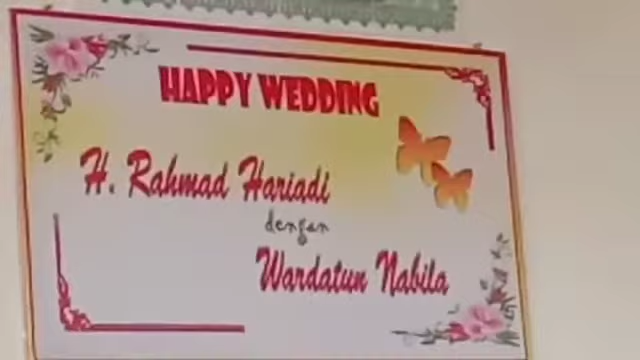 HAPPY WEDDING
H. Rahmad Hariadi
dengan
Wardatun Nabila